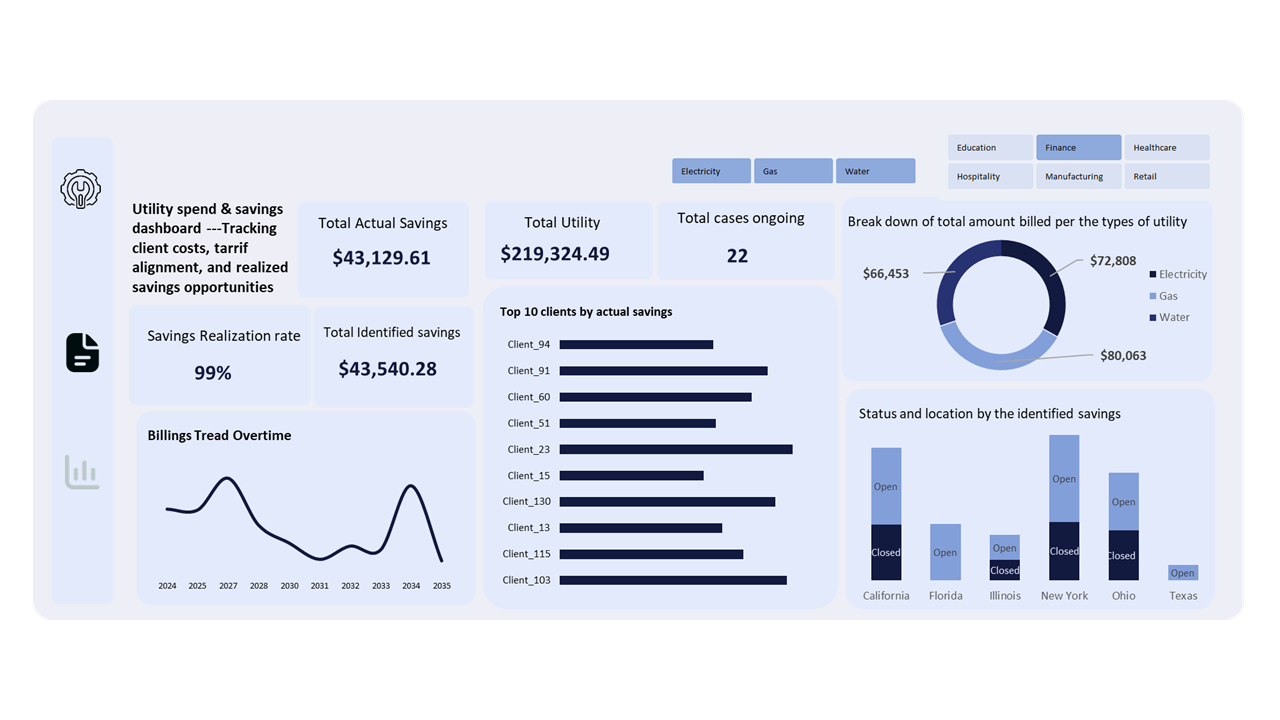 Education
Finance
Healthcare
Electricity
Gas
Water
Hospitality
Manufacturing
Retail
Utility spend & savings
dashboard ---Tracking
client costs, tarrif
alignment, and realized
savings opportunities
Total Actual Savings
$43,129.61
Total Utility
$219,324.49
Total cases ongoing
22
Savings Realization rate
99%
Total Identified savings
$43,540.28
Billings Tread Overtime
2024 2025 2027 2028 2030 2031 2032 2033 2034 2035
Top 10 clients by actual savings
Client_94
Client_91
Client_60
Client_51
Client_23
Client_15
Client_130
Client_13
Client_115
Client_103
Break down of total amount billed per the types of utility
$66,453
$72,808
$80,063
Electricity
Gas
Water
Status and location by the identified savings
Open
Closed
Open
Open
Closed
Open
Closed
Open
Closed
Open
California Florida Illinois New York Ohio Texas